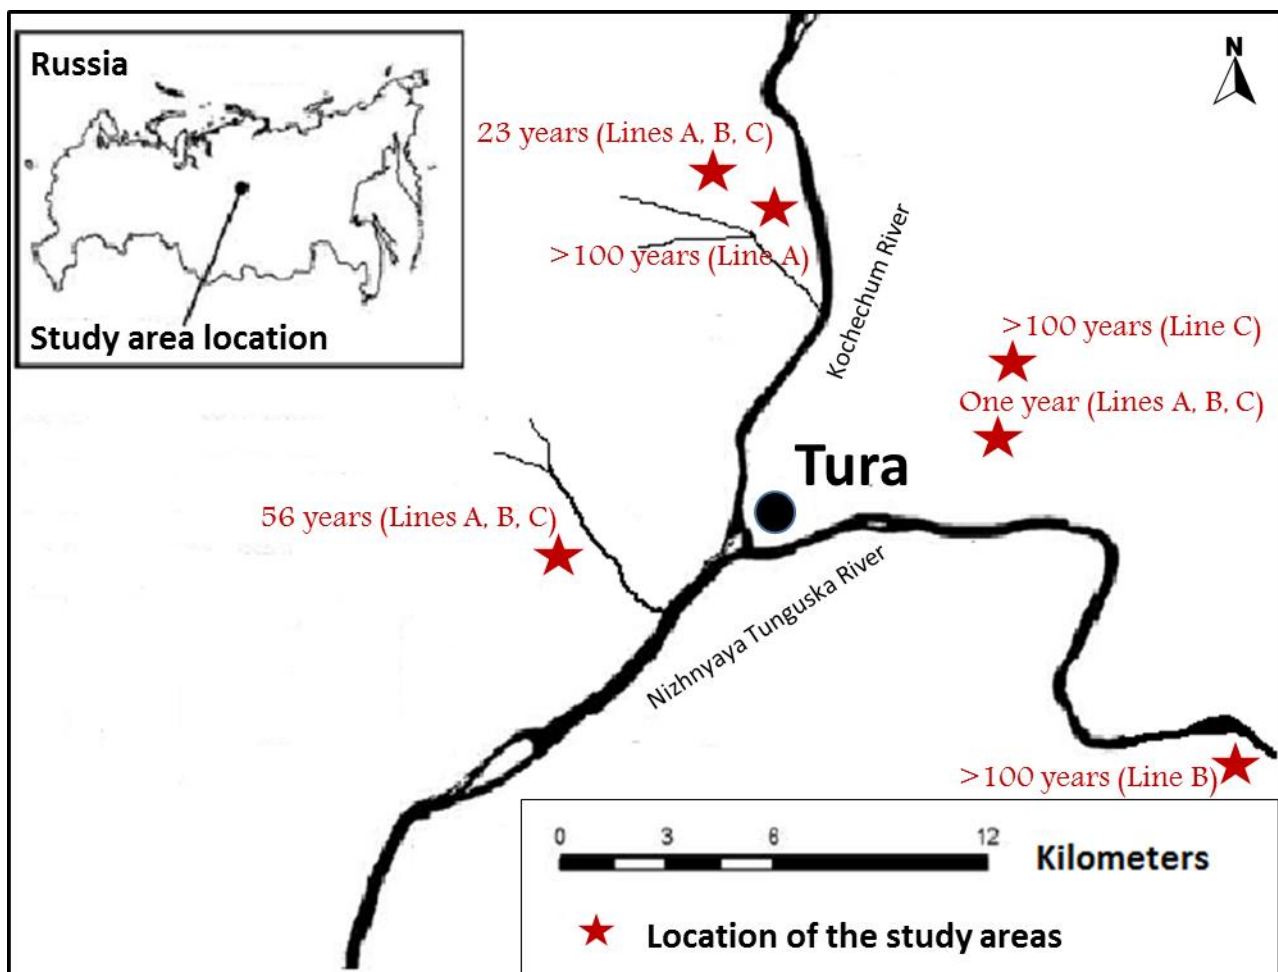 Russia
Study area location
N
23 years (Lines A, B, C)
>100 years (Line A)
Kochechum River
>100 years (Line C)
One year (Lines A, B, C)
Tura
56 years (Lines A, B, C)
Nizhnyaya Tunguska River
>100 years (Line B)
0 3 6 12
Kilometers
Location of the study areas